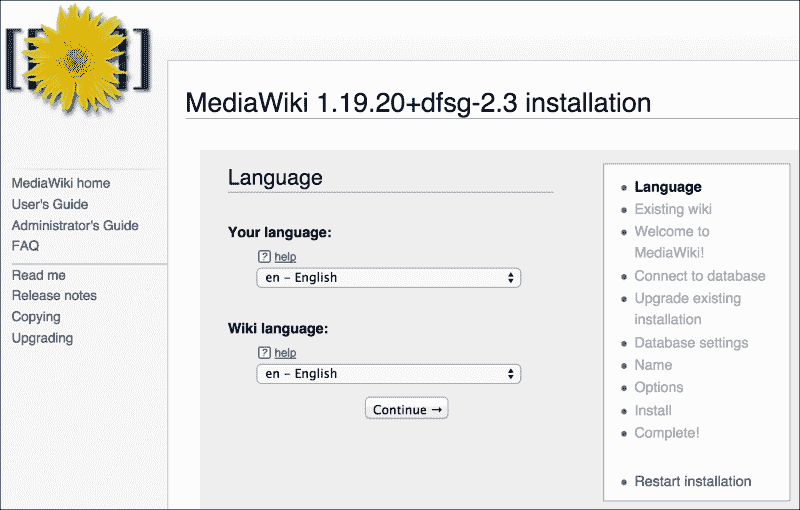 MediaWiki 1.19.20+dfsg-2.3 installation
MediaWiki home
User's Guide
Administrator's Guide
FAQ
Read me
Release notes
Copying
Upgrading
Language
Your language:
? help
en – English
Wiki language:
? help
en – English
Continue →
Language
Existing wiki
Welcome to
MediaWiki!
Connect to database
Upgrade existing
installation
Database settings
Name
Options
Install
Complete!
Restart installation